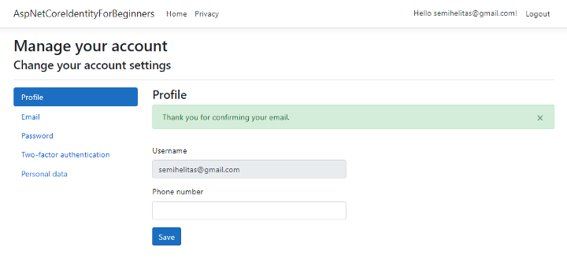 AspNetCoreIdentityForBeginners Home Privacy Hello semihelitas@gmail.com! Logout
Manage your account
Change your account settings
Profile
Email
Password
Two-factor authentication
Personal data
Profile
Thank you for confirming your email. ×
Username
semihelitas@gmail.com
Phone number
Save